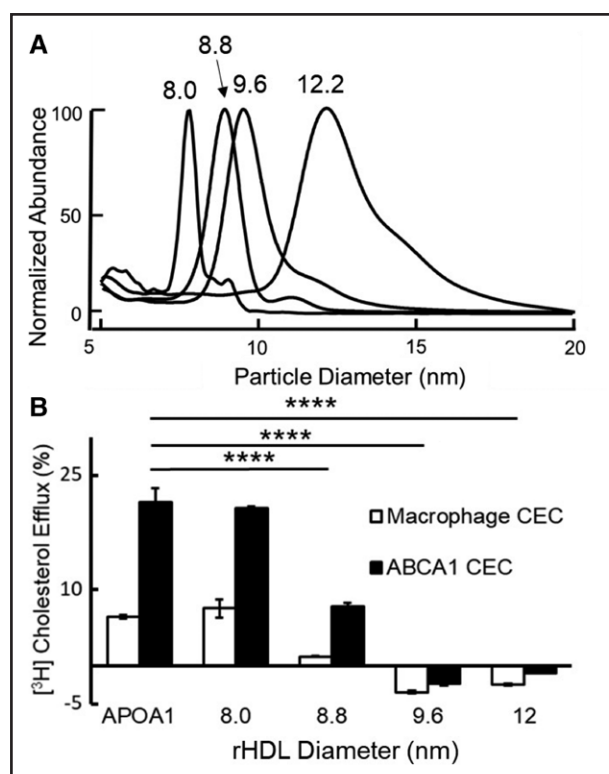 A
8.8
8.0
9.6
12.2
Normalized Abundance
100
50
0
5
10
15
20
Particle Diameter (nm)
B
****
****
****
[³H] Cholesterol Efflux (%)
25
10
-5
Macrophage CEC
ABCA1 CEC
APOA1
8.0
8.8
9.6
12
rHDL Diameter (nm)